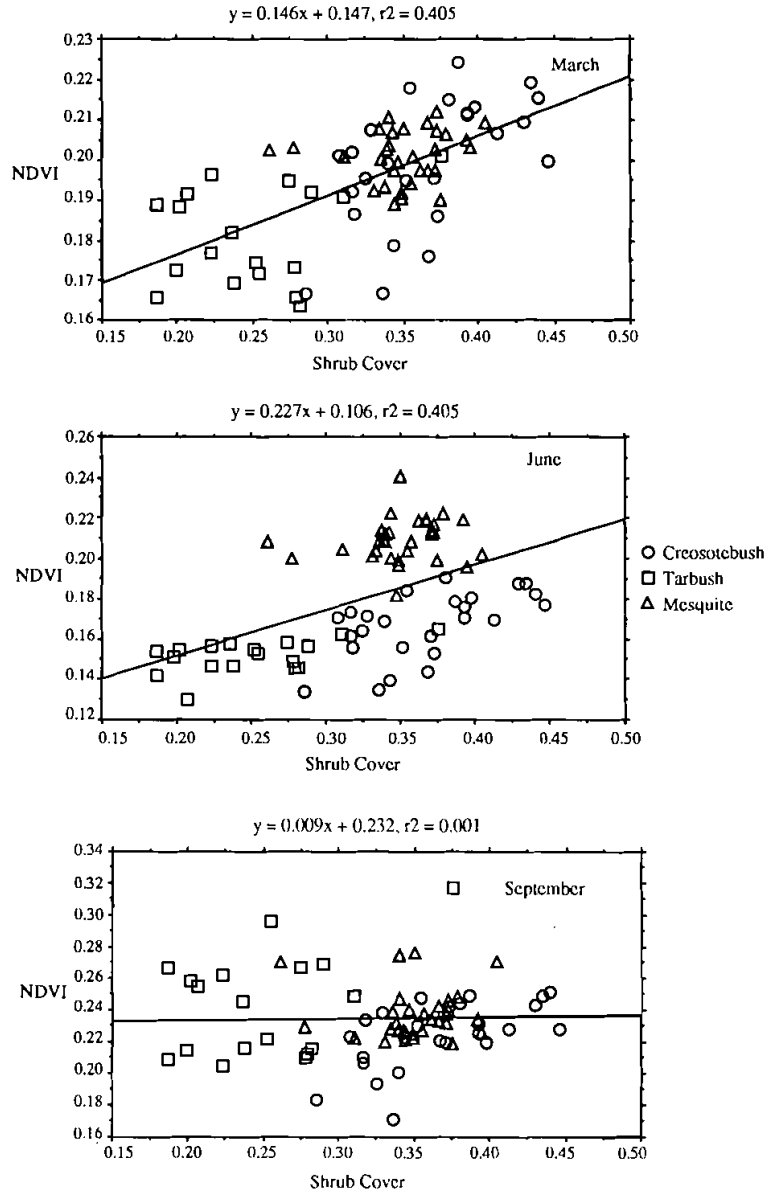 y = 0.146x + 0.147, r2 = 0.405
0.23
0.22
0.21
0.20
0.19
0.18
0.17
0.16
NDVI
March
0.15 0.20 0.25 0.30 0.35 0.40 0.45 0.50
Shrub Cover
y = 0.227x + 0.106, r2 = 0.405
0.26
0.24
0.22
0.20
0.18
0.16
0.14
0.12
NDVI
June
0.15 0.20 0.25 0.30 0.35 0.40 0.45 0.50
Shrub Cover
Creosotebush
Tarbush
Mesquite
y = 0.009x + 0.232, r2 = 0.001
0.34
0.32
0.30
0.28
0.26
0.24
0.22
0.20
0.18
0.16
NDVI
September
0.15 0.20 0.25 0.30 0.35 0.40 0.45 0.50
Shrub Cover